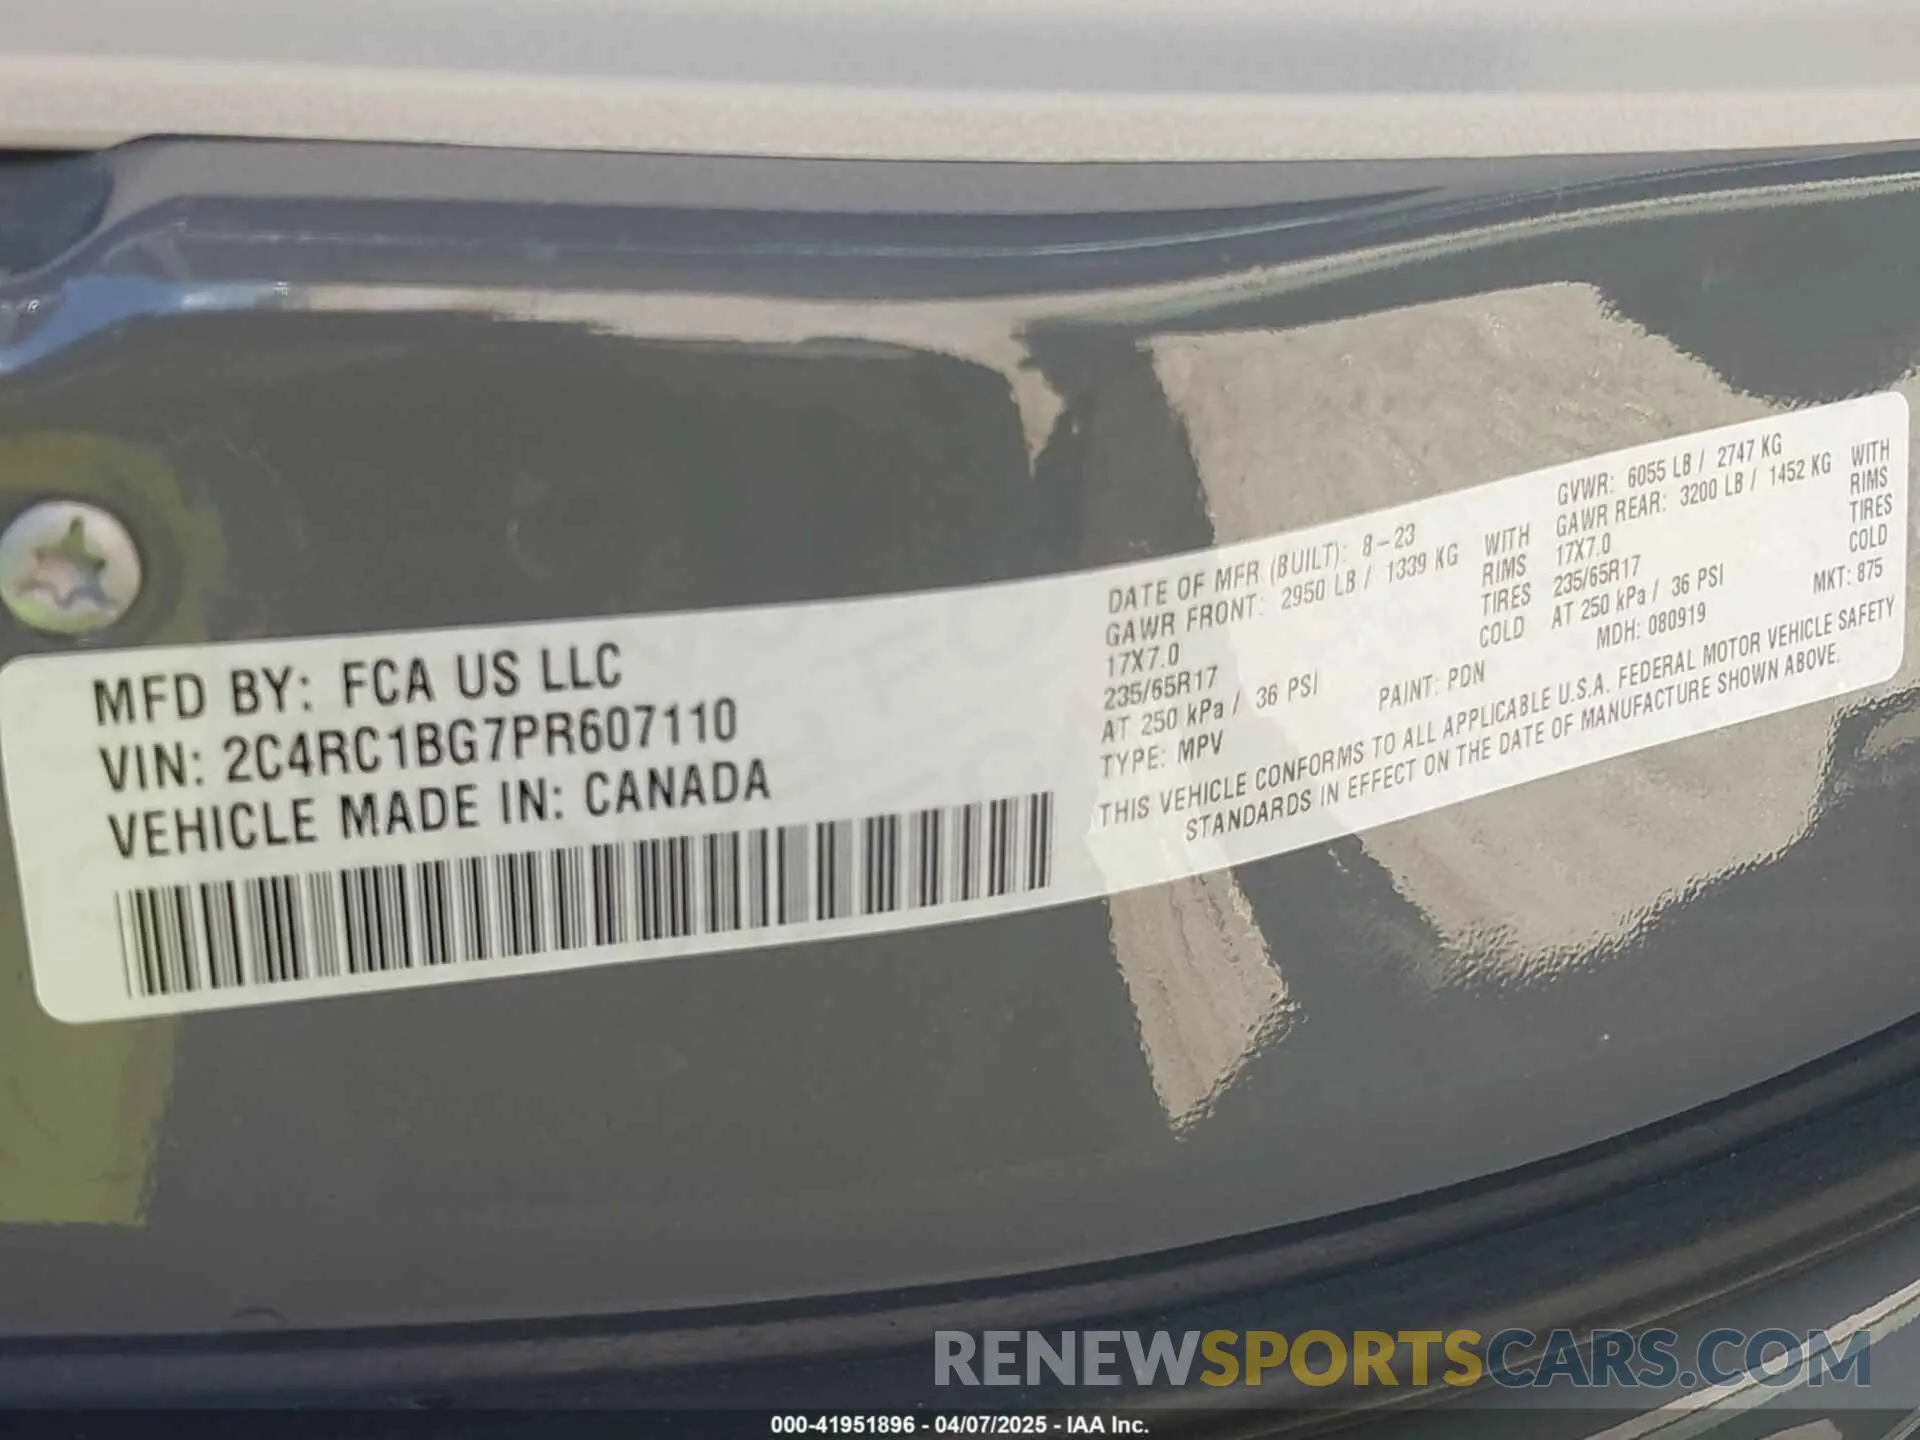 MFD BY: FCA US LLC
VIN: 2C4RC1BG7PR607110
VEHICLE MADE IN: CANADA
DATE OF MFR (BUILT): 8-23 GVWR: 6055 LB / 2747 KG
GAWR FRONT: 2950 LB / 1339 KG WITH GAWR REAR: 3200 LB / 1452 KG WITH
17X7.0 RIMS 17X7.0 RIMS
235/65R17 TIRES 235/65R17 TIRES
AT 250 kPa / 36 PSI COLD AT 250 kPa / 36 PSI COLD
TYPE: MPV PAINT: PDN MDH: 080919 MKT: 875
THIS VEHICLE CONFORMS TO ALL APPLICABLE U.S.A. FEDERAL MOTOR VEHICLE SAFETY
STANDARDS IN EFFECT ON THE DATE OF MANUFACTURE SHOWN ABOVE.
RENEWSPORTSCARS.COM
000-41951896 - 04/07/2025 - IAA Inc.